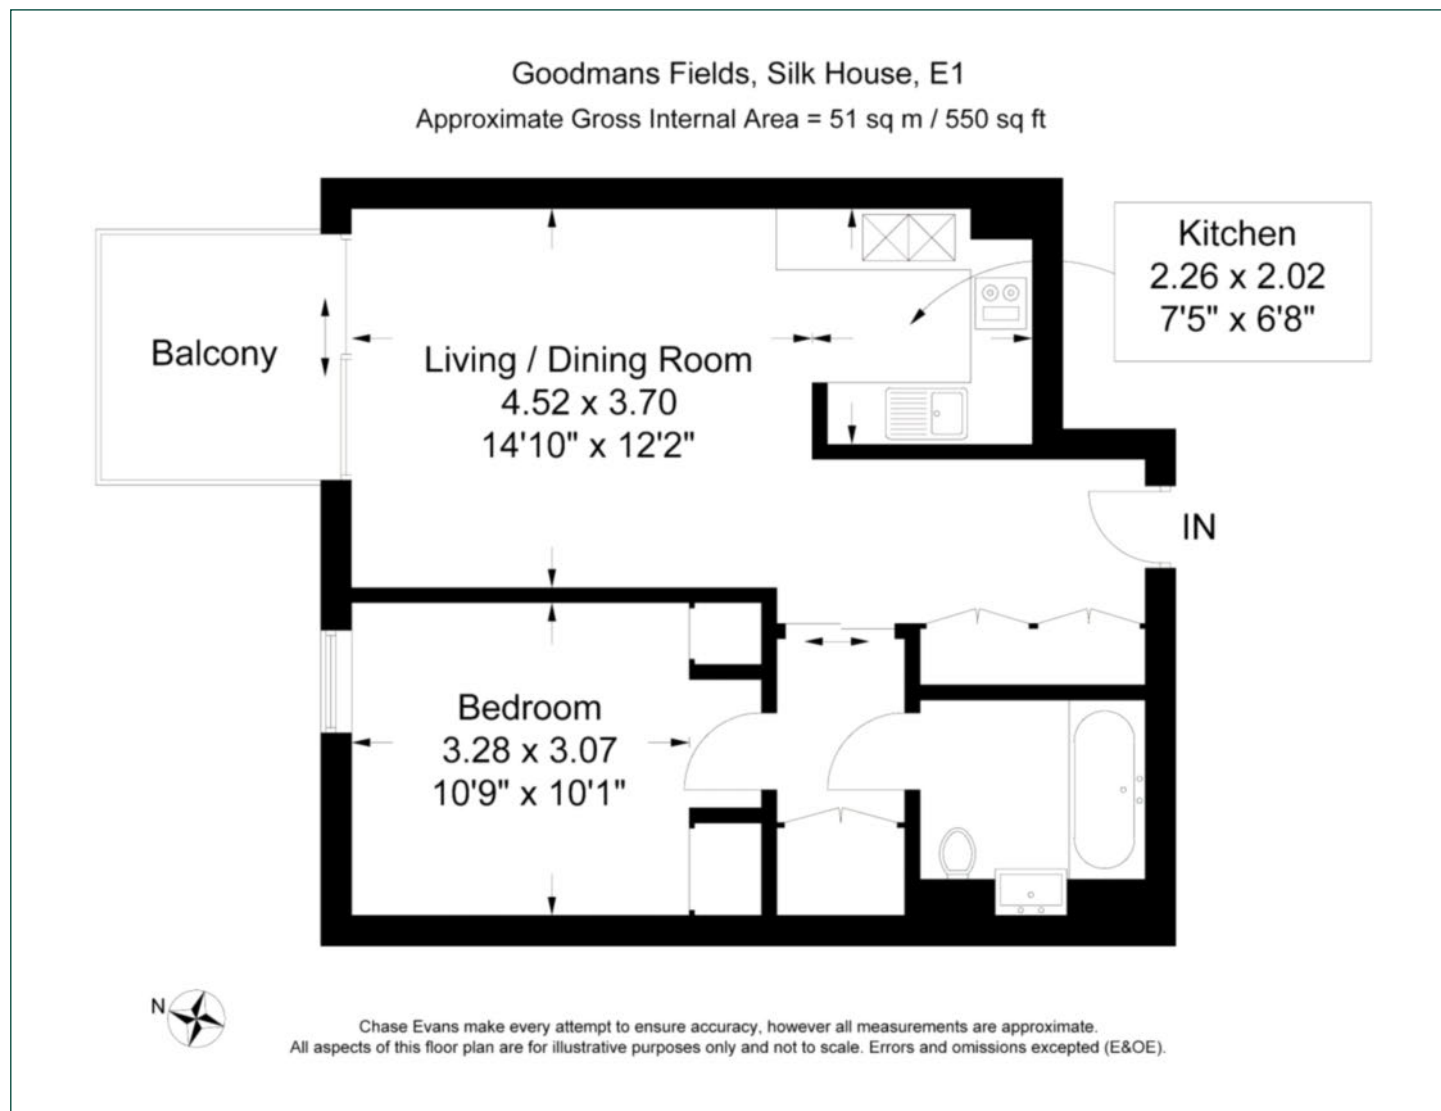 Goodmans Fields, Silk House, E1
Approximate Gross Internal Area = 51 sq m / 550 sq ft
Kitchen
2.26 x 2.02
7'5" x 6'8"
Balcony
Living / Dining Room
4.52 x 3.70
14'10" x 12'2"
IN
Bedroom
3.28 x 3.07
10'9" x 10'1"
N
Chase Evans make every attempt to ensure accuracy, however all measurements are approximate.
All aspects of this floor plan are for illustrative purposes only and not to scale. Errors and omissions excepted (E&OE).